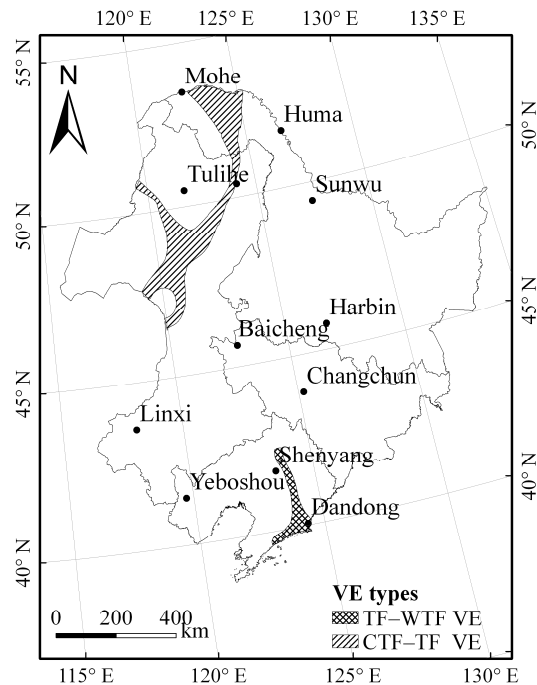 120° E 125° E 130° E
55° N
N
Mohe
Huma
50° N
Tulihe
Sunwu
50° N
45° N
Harbin
Baicheng
Changchun
45° N
Linxi
Shenyang
40° N
Yeboshou
Dandong
40° N
VE types
0 200 400
km
TF–WTF VE
CTF–TF VE
115° E 120° E 125° E 130° E